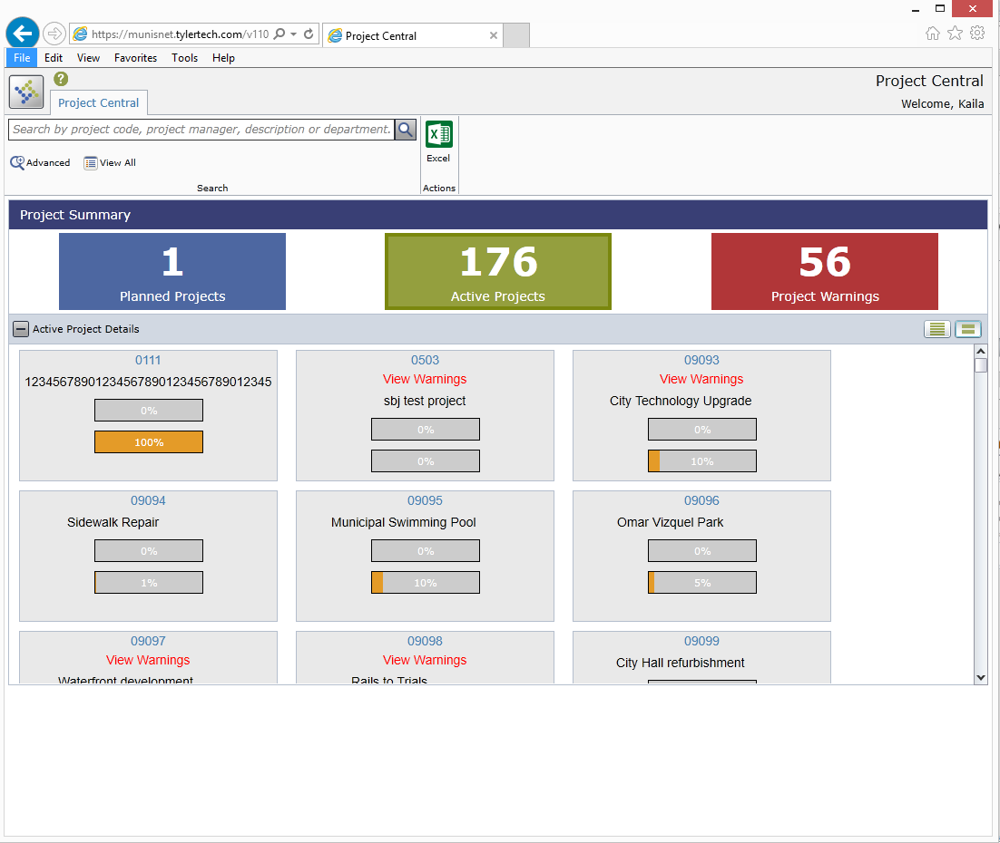 https://munisnet.tylertech.com/v110
Project Central
File Edit View Favorites Tools Help
?
Project Central
Project Central
Welcome, Kaila
Search by project code, project manager, description or department.
Advanced View All
Search
Excel
Actions
Project Summary
1
Planned Projects
176
Active Projects
56
Project Warnings
Active Project Details
0111
12345678901234567890123456789012345
0%
100%
0503
View Warnings
sbj test project
0%
0%
09093
View Warnings
City Technology Upgrade
0%
10%
09094
Sidewalk Repair
0%
1%
09095
Municipal Swimming Pool
0%
10%
09096
Omar Vizquel Park
0%
5%
09097
View Warnings
Waterfront development
09098
View Warnings
Rails to Trials
09099
City Hall refurbishment